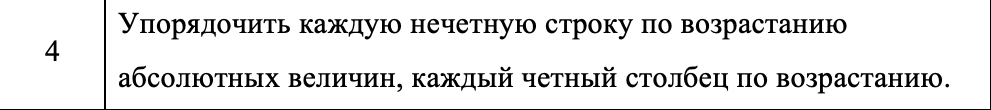 4
Упорядочить каждую нечетную строку по возрастанию
абсолютных величин, каждый четный столбец по возрастанию.